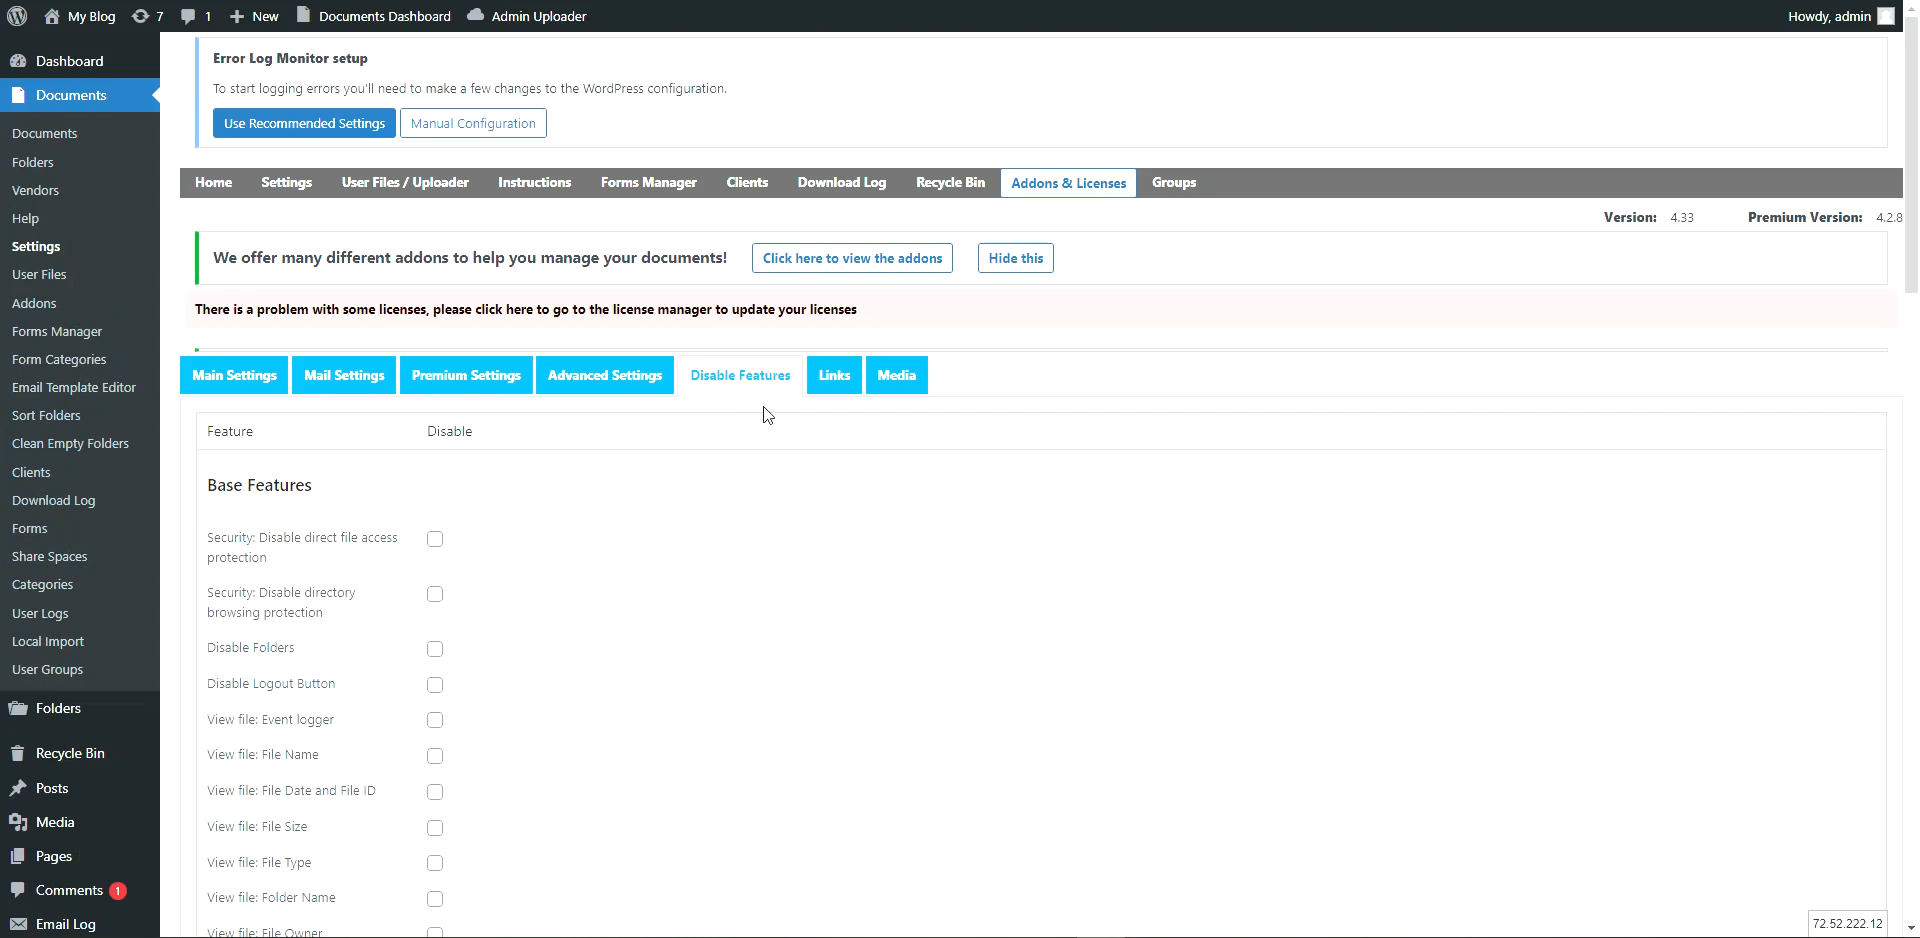 My Blog 7 1 New Documents Dashboard Admin Uploader Howdy, admin
Dashboard
Documents
Documents
Folders
Vendors
Help
Settings
User Files
Addons
Forms Manager
Form Categories
Email Template Editor
Sort Folders
Clean Empty Folders
Clients
Download Log
Forms
Share Spaces
Categories
User Logs
Local Import
User Groups
Folders
Recycle Bin
Posts
Media
Pages
Comments 1
Email Log
Error Log Monitor setup
To start logging errors you'll need to make a few changes to the WordPress configuration.
Use Recommended Settings Manual Configuration
Home Settings User Files / Uploader Instructions Forms Manager Clients Download Log Recycle Bin Addons & Licenses Groups
Version: 4.33 Premium Version: 4.2.8
We offer many different addons to help you manage your documents! Click here to view the addons Hide this
There is a problem with some licenses, please click here to go to the license manager to update your licenses
Main Settings Mail Settings Premium Settings Advanced Settings Disable Features Links Media
Feature Disable
Base Features
Security: Disable direct file access
protection
Security: Disable directory
browsing protection
Disable Folders
Disable Logout Button
View file: Event logger
View file: File Name
View file: File Date and File ID
View file: File Size
View file: File Type
View file: Folder Name
View file: File Owner
72.52.222.12